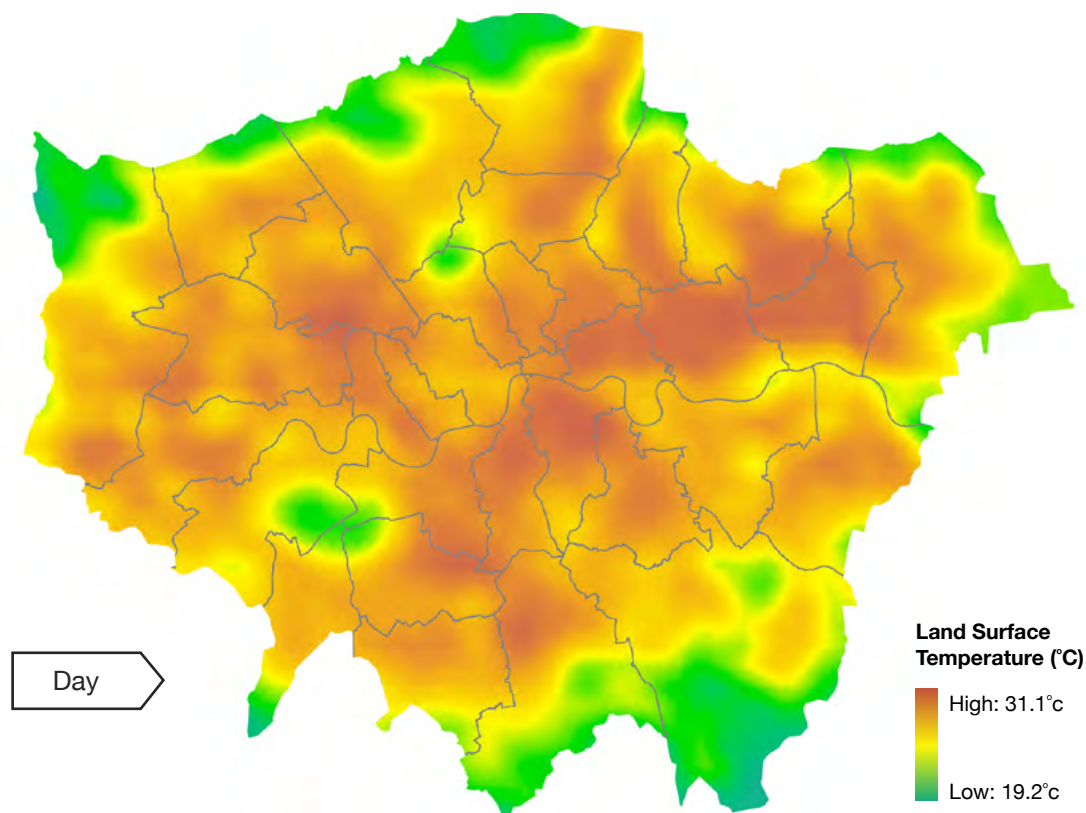 Day
Land Surface
Temperature (˚C)
High: 31.1˚c
Low: 19.2˚c